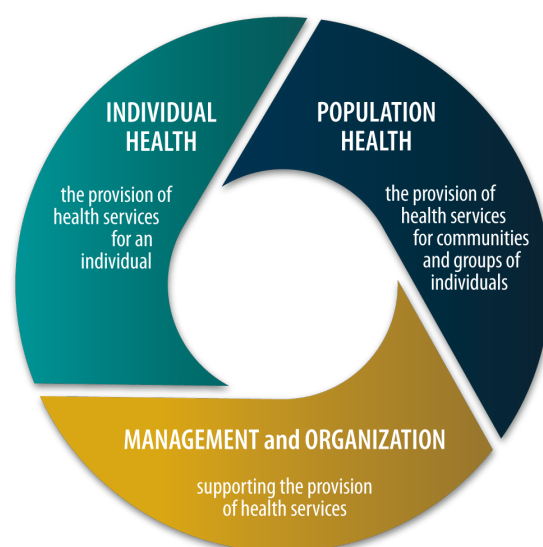 INDIVIDUAL
HEALTH
the provision of
health services
for an
individual
POPULATION
HEALTH
the provision of
health services
for communities
and groups of
individuals
MANAGEMENT and ORGANIZATION
supporting the provision
of health services